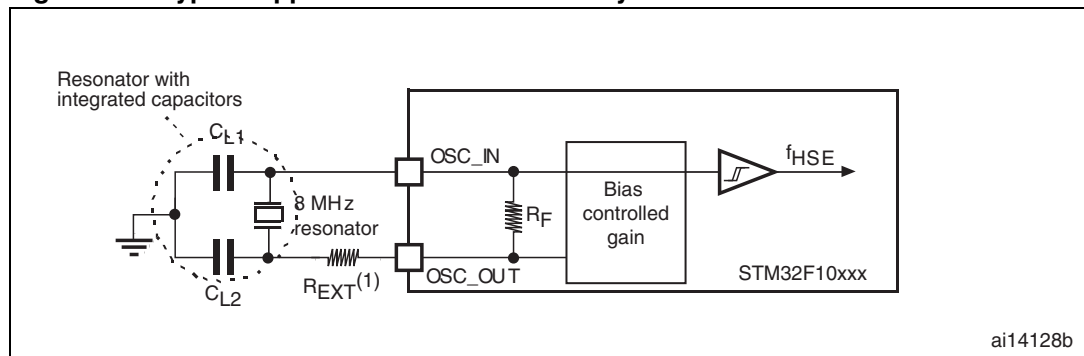 Resonator with
integrated capacitors
CL1
OSC_IN
fHSE
8 MHz
resonator
RF
Bias
controlled
gain
REXT(1)
OSC_OUT
STM32F10xxx
CL2
ai14128b